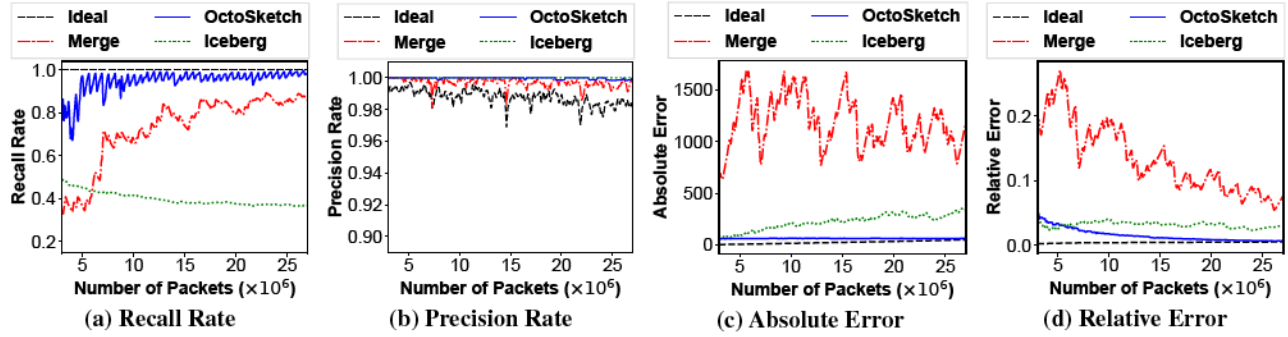 Ideal OctoSketch
Merge Iceberg
Recall Rate
1.0
0.8
0.6
0.4
0.2
5 10 15 20 25
Number of Packets (×10⁶)
(a) Recall Rate
Ideal OctoSketch
Merge Iceberg
Precision Rate
1.00
0.98
0.96
0.94
0.92
0.90
5 10 15 20 25
Number of Packets (×10⁶)
(b) Precision Rate
Ideal OctoSketch
Merge Iceberg
Absolute Error
1500
1000
500
0
5 10 15 20 25
Number of Packets (×10⁶)
(c) Absolute Error
Ideal OctoSketch
Merge Iceberg
Relative Error
0.2
0.1
0.0
5 10 15 20 25
Number of Packets (×10⁶)
(d) Relative Error